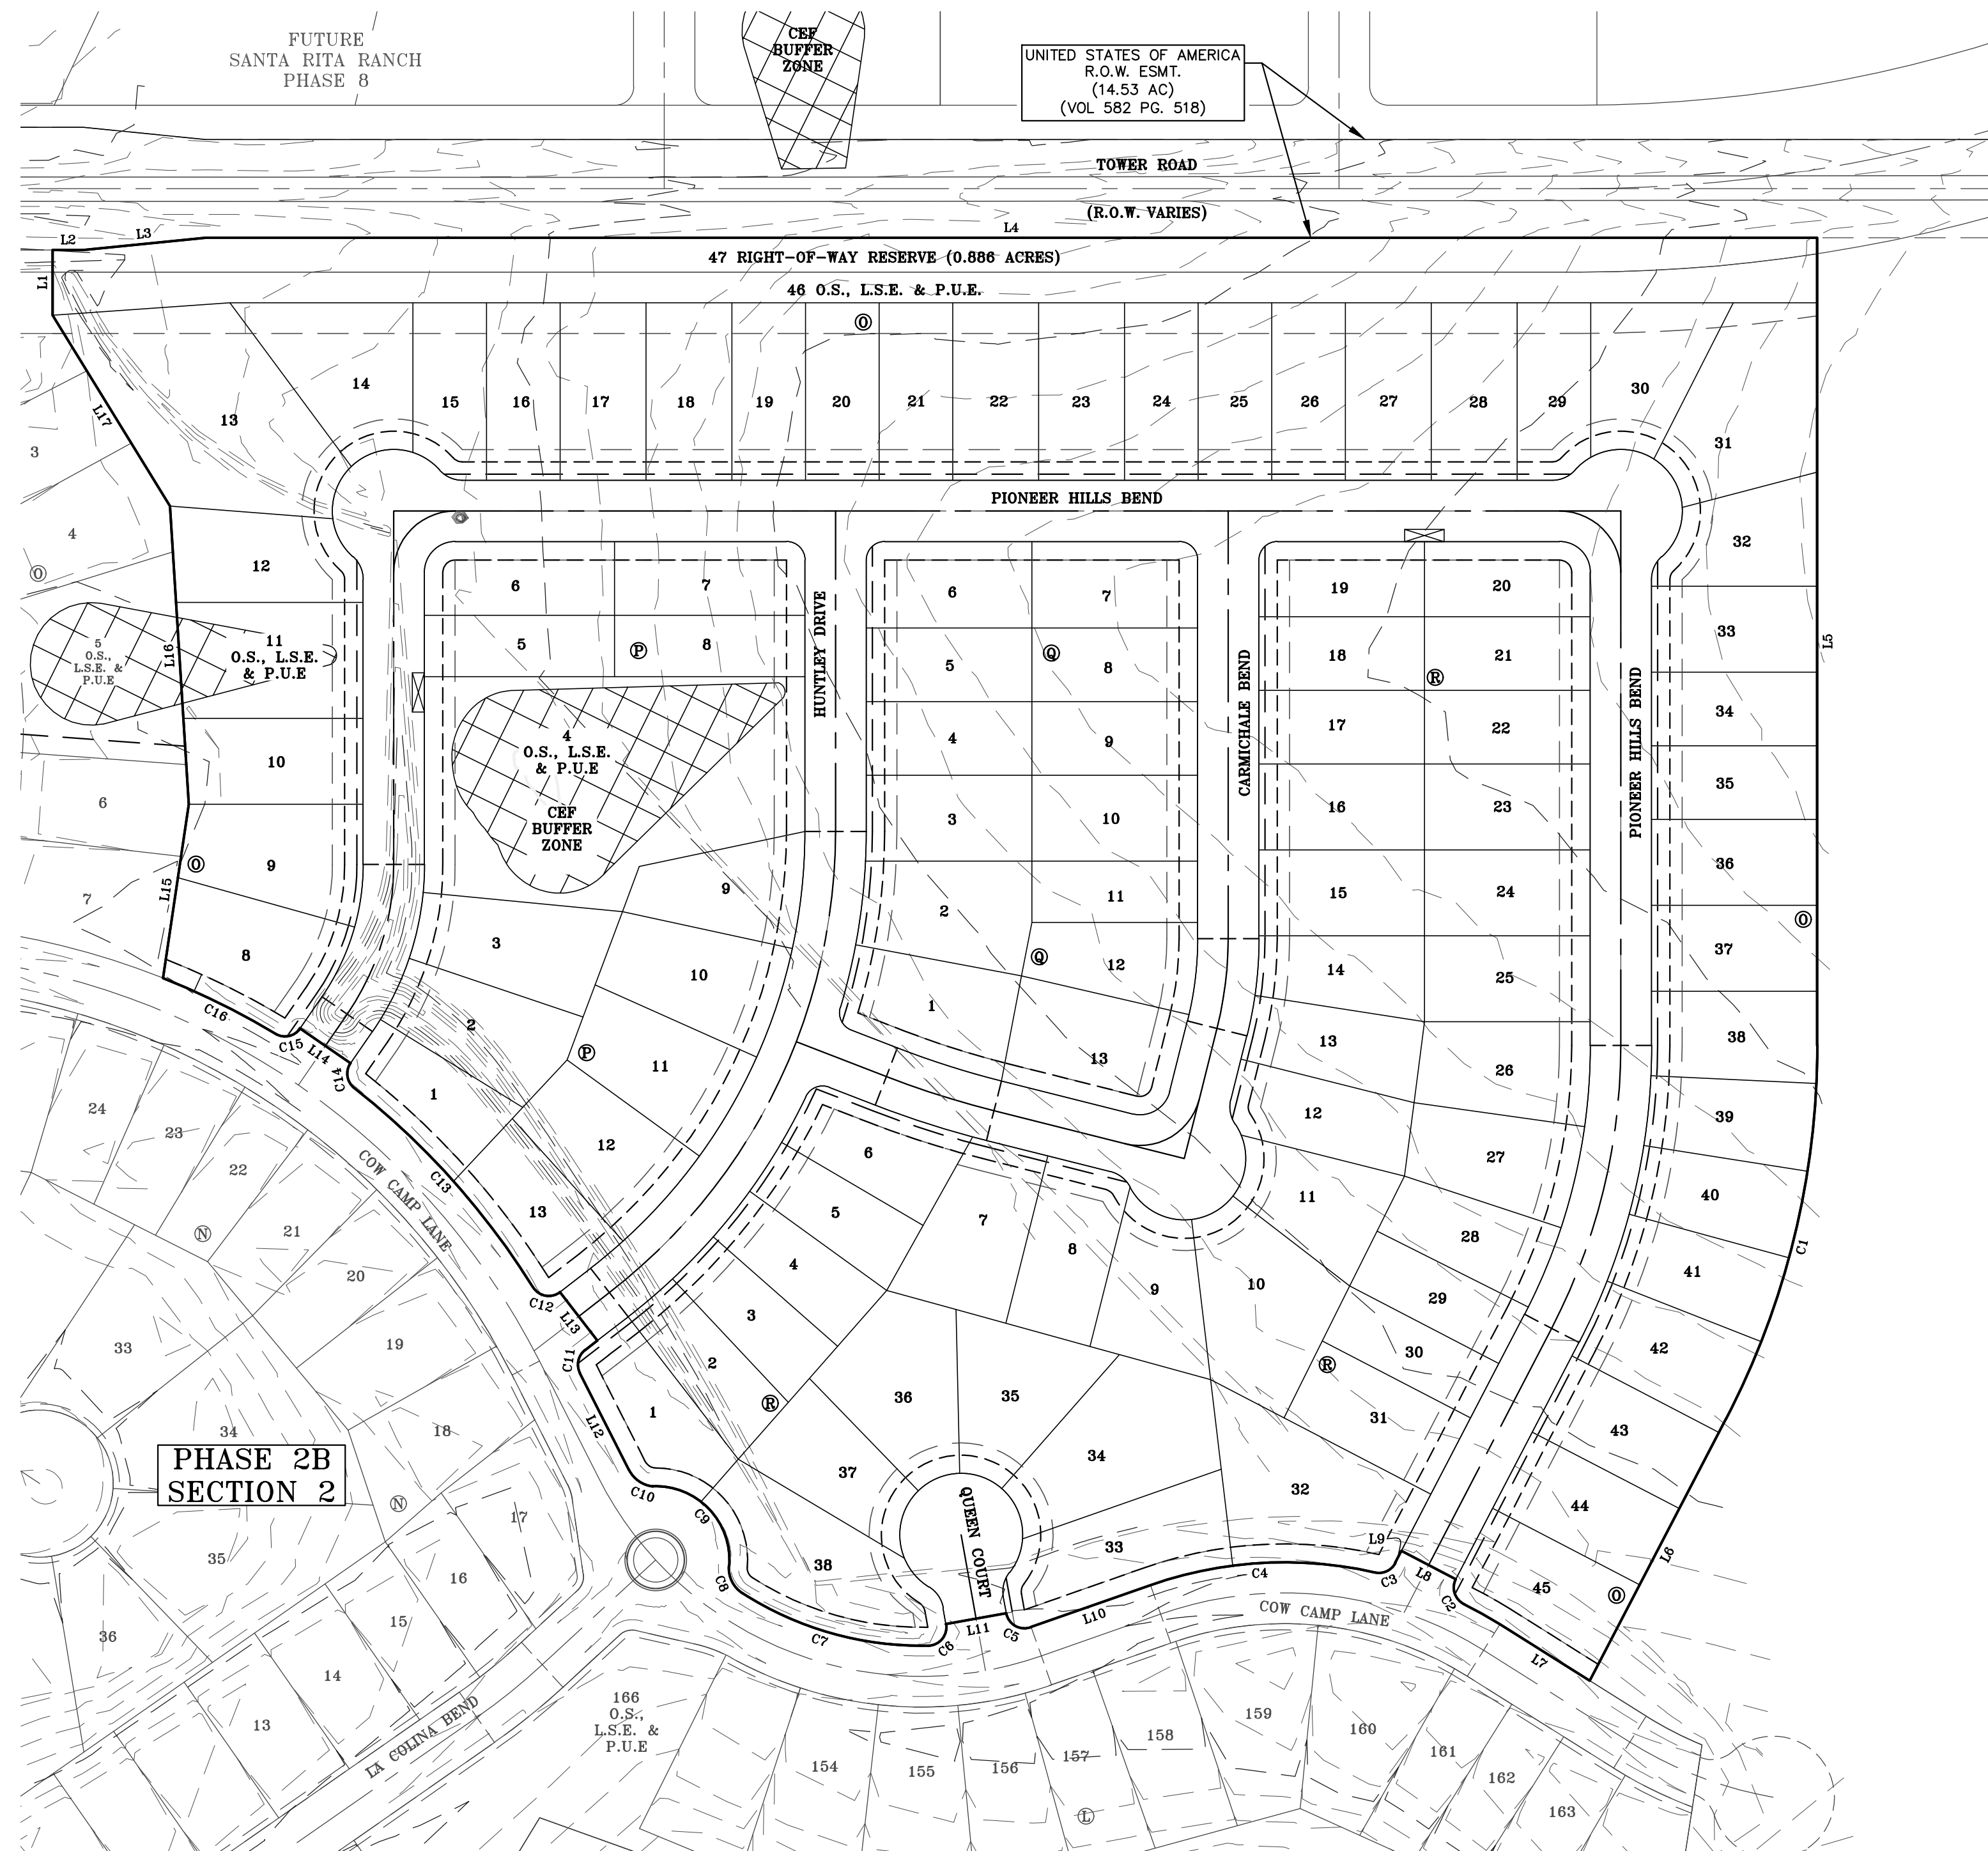 FUTURE
SANTA RITA RANCH
PHASE 8
CEF
BUFFER
ZONE
UNITED STATES OF AMERICA
R.O.W. ESMT.
(14.53 AC)
(VOL 582 PG. 518)
TOWER ROAD
(R.O.W. VARIES)
L1
L2
L3
L4
47 RIGHT-OF-WAY RESERVE (0.886 ACRES)
46 O.S., L.S.E. & P.U.E.
O
13
14
15
16
17
18
19
20
21
22
23
24
25
26
27
28
29
30
31
32
33
34
35
36
37
38
39
40
41
42
43
44
45
O
O
L5
C1
L6
L7
PIONEER HILLS BEND
HUNTLEY DRIVE
CARMICHALE BEND
PIONEER HILLS BEND
L17
3
4
O
5
O.S.,
L.S.E. &
P.U.E
6
7
L16
L15
12
11
O.S., L.S.E.
& P.U.E
10
9
O
8
C16
C15
L14
C14
6
7
5
P
8
4
O.S., L.S.E.
& P.U.E
CEF
BUFFER
ZONE
3
9
10
2
P
11
1
12
13
C13
C12
L13
C11
6
7
5
Q
8
4
9
3
10
2
11
Q
12
1
13
19
20
18
21
R
17
22
16
23
15
24
14
25
13
26
12
27
11
28
10
29
30
R
31
32
6
5
7
4
8
9
3
2
R
1
36
35
37
34
38
33
QUEEN COURT
L12
C10
C9
C8
C7
C6
L11
C5
L10
C4
L9
C3
L8
C2
COW CAMP LANE
COW CAMP LANE
24
23
22
N
21
20
19
33
34
18
PHASE 2B
SECTION 2
N
17
35
16
15
36
14
13
LA COLINA BEND
166
O.S.,
L.S.E. &
P.U.E
154
155
156
157
158
159
160
161
162
163
L